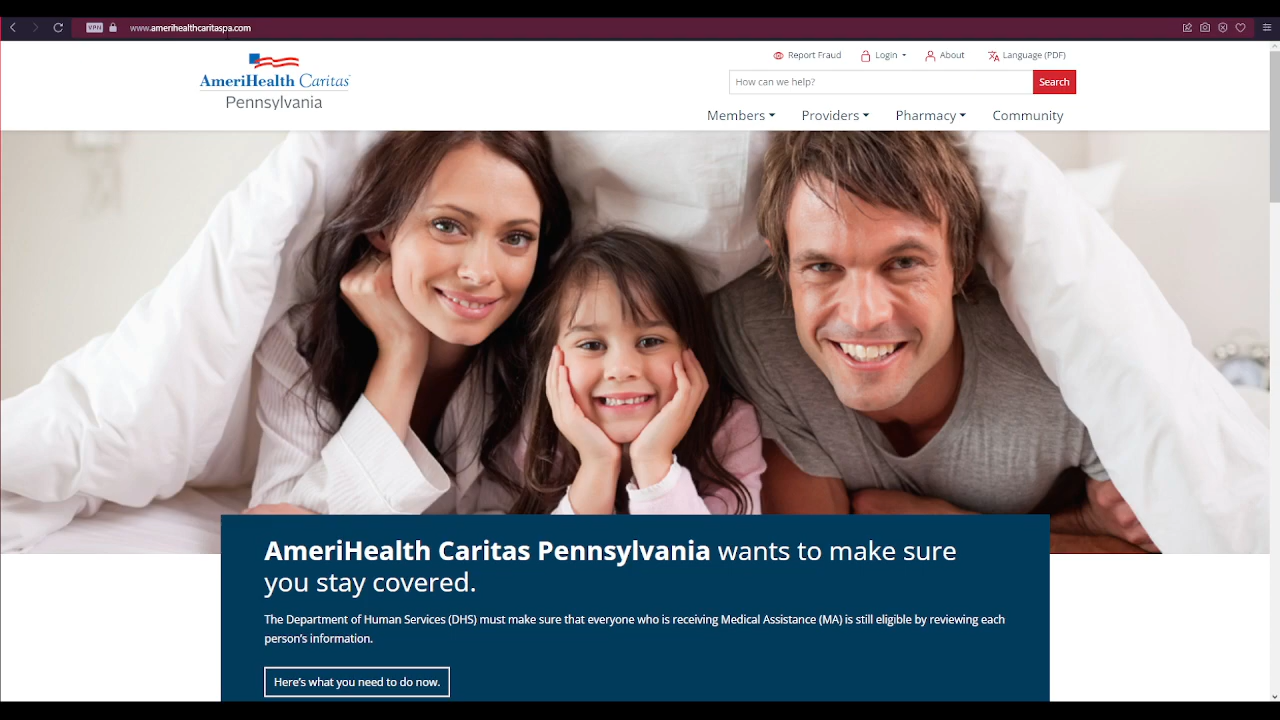 VPN www.amerihealthcaritaspa.com
Report Fraud Login About Language (PDF)
AmeriHealth Caritas
Pennsylvania
How can we help? Search
Members Providers Pharmacy Community
AmeriHealth Caritas Pennsylvania wants to make sure
you stay covered.
The Department of Human Services (DHS) must make sure that everyone who is receiving Medical Assistance (MA) is still eligible by reviewing each
person's information.
Here's what you need to do now.